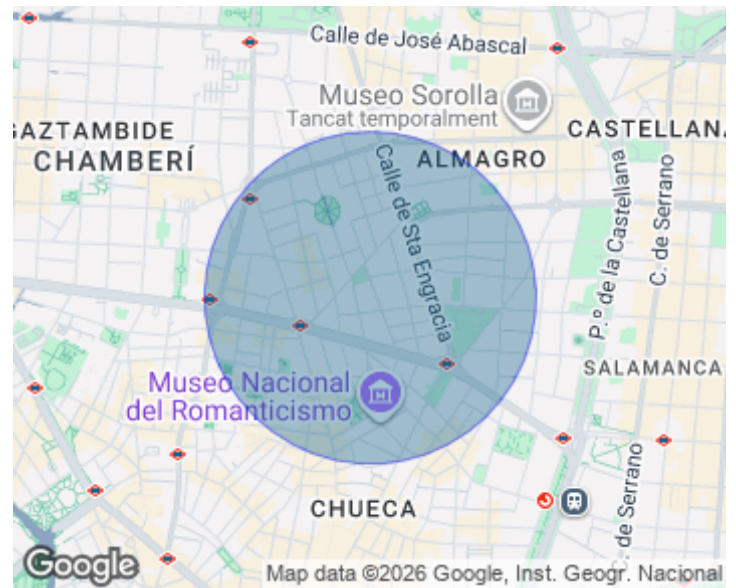 Calle de José Abascal
Museo Sorolla
Tancat temporalment
GAZTAMBIDE
CASTELLANA
CHAMBERÍ
ALMAGRO
Calle de Sta Engracia
P.º de la Castellana
C. de Serrano
SALAMANCA
Museo Nacional
del Romanticismo
C. de Serrano
CHUECA
Google
Map data ©2026 Google, Inst. Geogr. Nacional